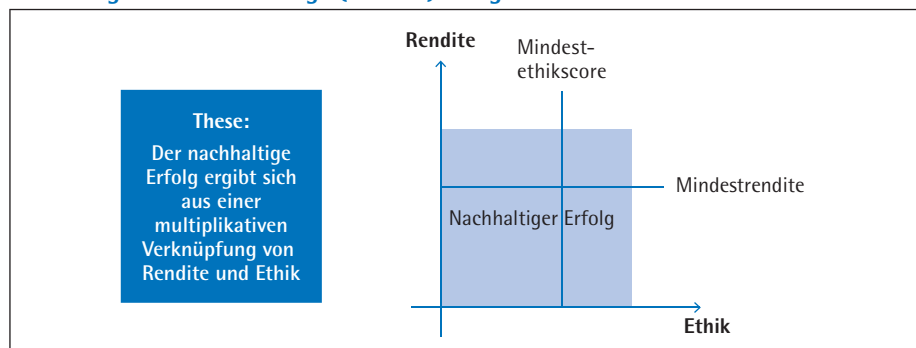 These:
Der nachhaltige
Erfolg ergibt sich
aus einer
multiplikativen
Verknüpfung von
Rendite und Ethik
Rendite
Mindest-
ethikscore
Mindestrendite
Nachhaltiger Erfolg
Ethik